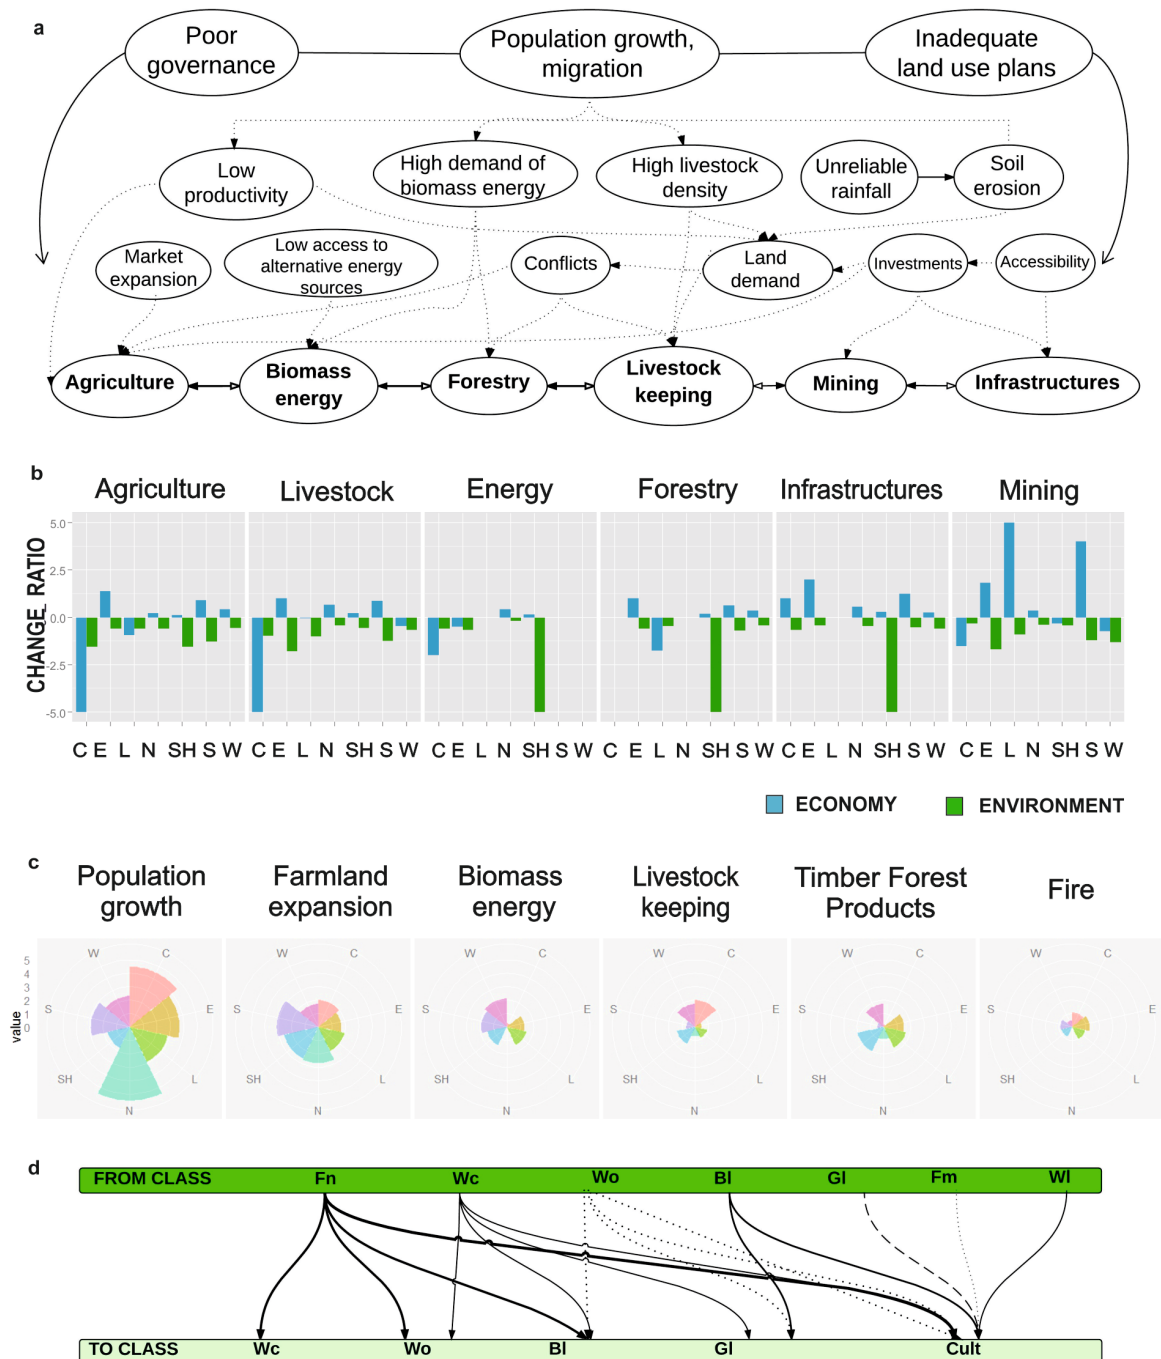 a
Poor
governance
Population growth,
migration
Inadequate
land use plans
Low
productivity
High demand of
biomass energy
High livestock
density
Unreliable
rainfall
Soil
erosion
Market
expansion
Low access to
alternative energy
sources
Conflicts
Land
demand
Investments
Accessibility
Agriculture
Biomass
energy
Forestry
Livestock
keeping
Mining
Infrastructures
b
Agriculture Livestock Energy Forestry Infrastructures Mining
CHANGE_RATIO
5.0
2.5
0.0
-2.5
-5.0
C E L N SH S W C E L N SH S W C E L N SH S W C E L N SH S W C E L N SH S W C E L N SH S W
ECONOMY ENVIRONMENT
c
Population
growth
Farmland
expansion
Biomass
energy
Livestock
keeping
Timber Forest
Products
Fire
value
5
4
3
2
1
0
W C E L N SH S
W C E L N SH S
W C E L N SH S
W C E L N SH S
W C E L N SH S
W C E L N SH S
d
FROM CLASS Fn Wc Wo Bl Gl Fm Wl
TO CLASS Wc Wo Bl Gl Cult